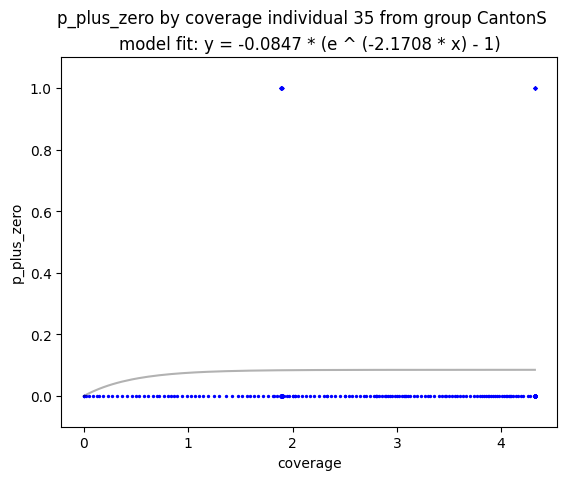 p_plus_zero by coverage individual 35 from group CantonS
model fit: y = -0.0847 * (e ^ (-2.1708 * x) - 1)
1.0
0.8
0.6
0.4
0.2
0.0
p_plus_zero
0 1 2 3 4
coverage